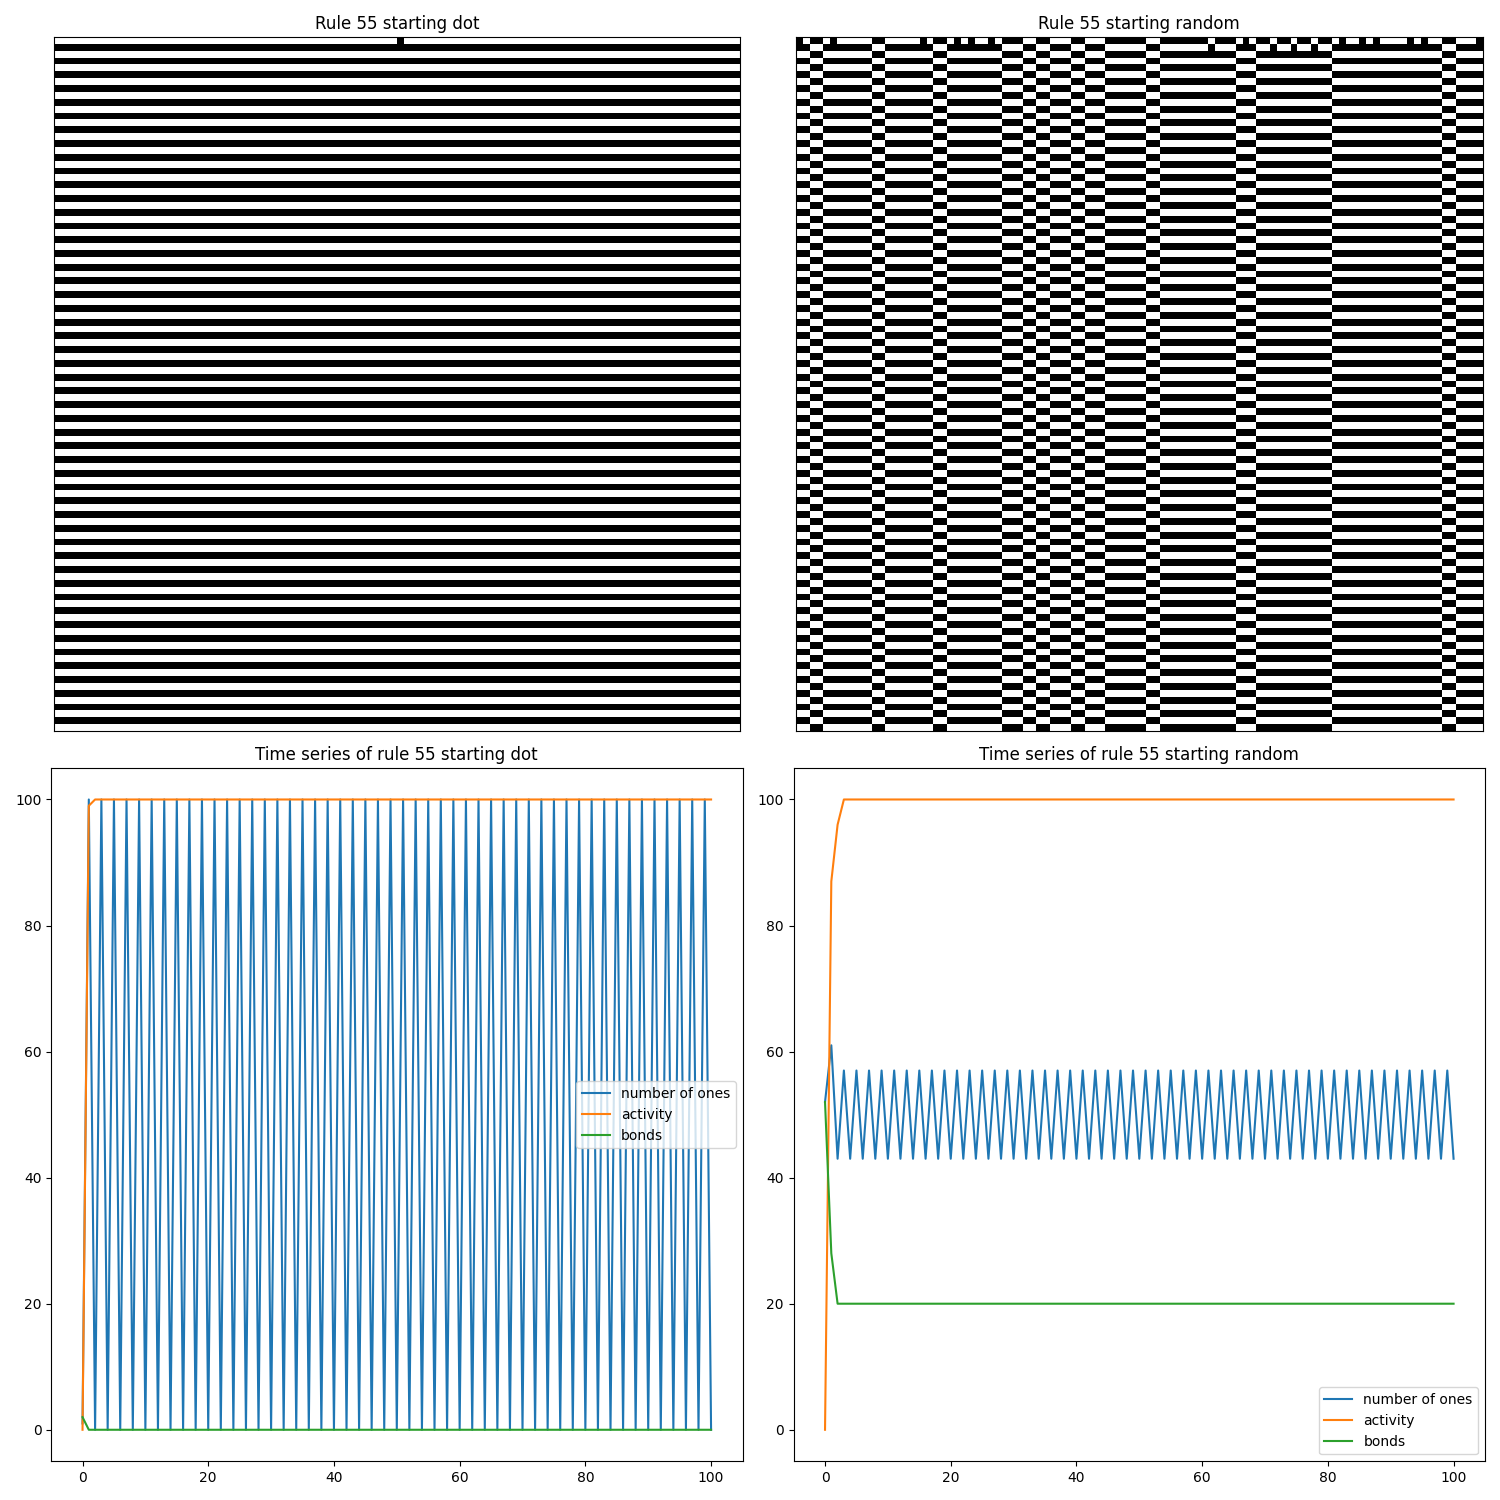 Rule 55 starting dot
Rule 55 starting random
Time series of rule 55 starting dot
100
80
60
40
20
0
0 20 40 60 80 100
number of ones
activity
bonds
Time series of rule 55 starting random
100
80
60
40
20
0
0 20 40 60 80 100
number of ones
activity
bonds